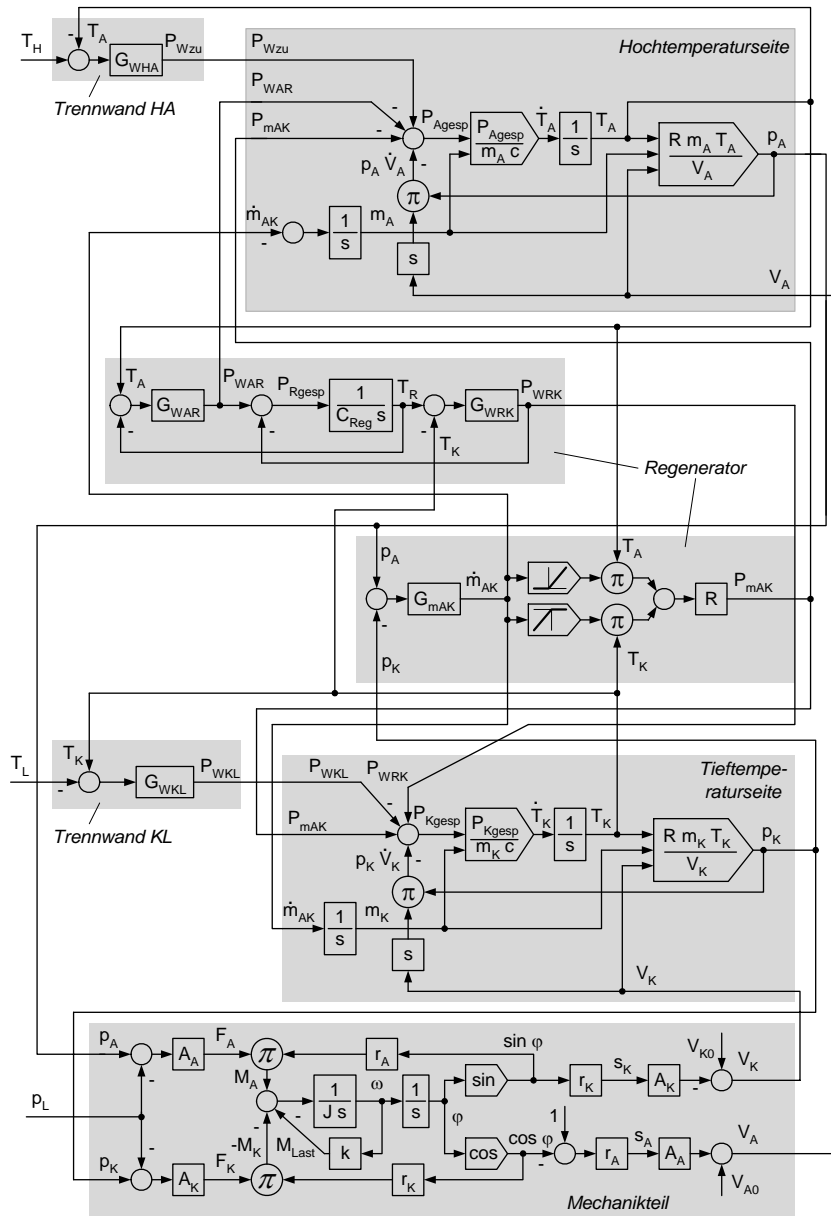 T_H
T_A
P_Wzu
G_WHA
Trennwand HA
P_Wzu
Hochtemperaturseite
P_WAR
P_mAK
P_Agesp
P_Agesp
m_A c
Ṫ_A
1
s
T_A
R m_A T_A
V_A
p_A
p_A V̇_A
π
ṁ_AK
1
s
m_A
s
V_A
T_A
G_WAR
P_WAR
P_Rgesp
1
C_Reg s
T_R
G_WRK
P_WRK
T_K
Regenerator
p_A
T_A
G_mAK
ṁ_AK
π
R
P_mAK
π
p_K
T_K
T_L
T_K
G_WKL
P_WKL
Trennwand KL
P_WKL
P_WRK
Tieftempe-
raturseite
P_mAK
P_Kgesp
P_Kgesp
m_K c
Ṫ_K
1
s
T_K
R m_K T_K
V_K
p_K
p_K V̇_K
π
ṁ_AK
1
s
m_K
s
V_K
p_A
A_A
F_A
π
r_A
sin φ
V_K0
V_K
M_A
1
J s
ω
1
s
φ
sin
r_K
s_K
A_K
p_L
-M_K
M_Last
k
cos
cos φ
1
r_A
s_A
A_A
V_A
p_K
A_K
F_K
π
r_K
V_A0
Mechanikteil